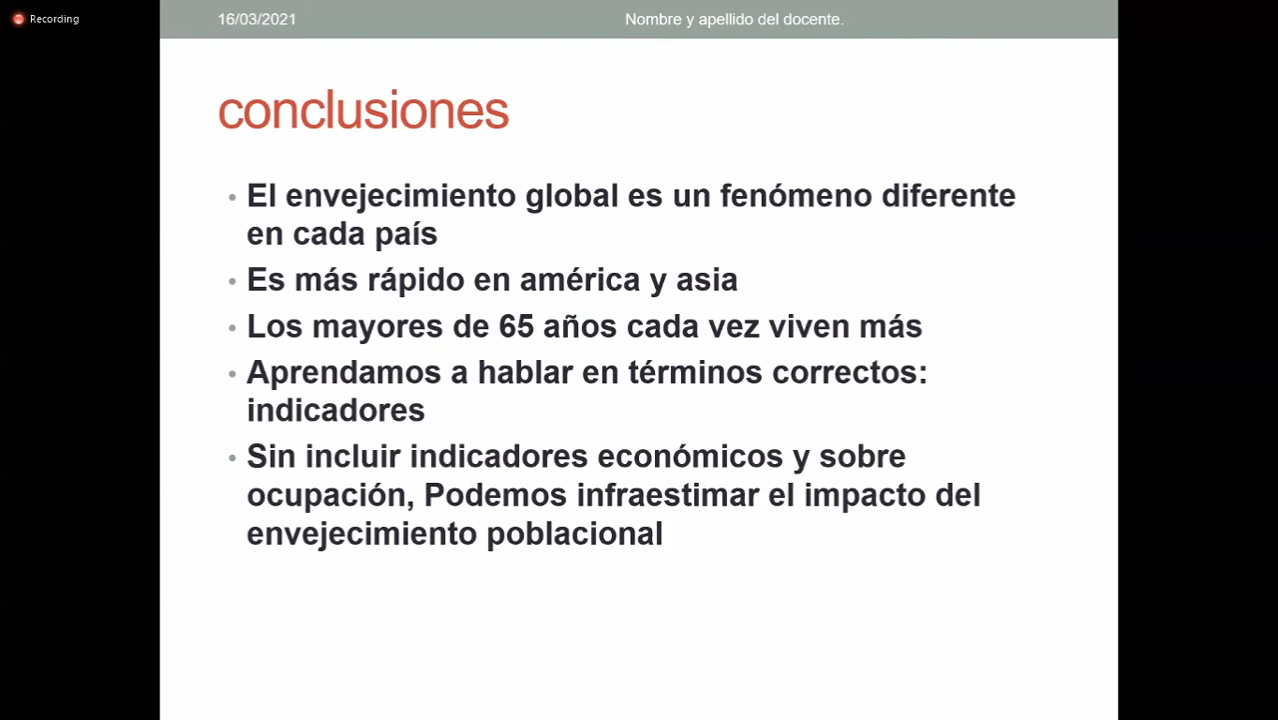 Recording
16/03/2021
Nombre y apellido del docente.
conclusiones
• El envejecimiento global es un fenómeno diferente
en cada país
• Es más rápido en américa y asia
• Los mayores de 65 años cada vez viven más
• Aprendamos a hablar en términos correctos:
indicadores
• Sin incluir indicadores económicos y sobre
ocupación, Podemos infraestimar el impacto del
envejecimiento poblacional